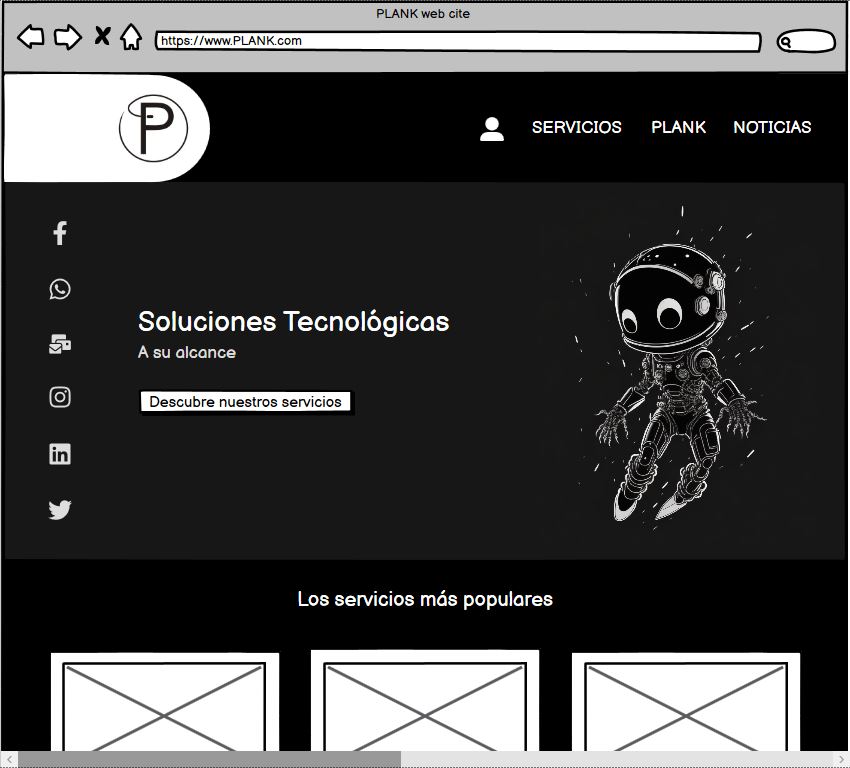 PLANK web cite
https://www.PLANK.com
P
SERVICIOS PLANK NOTICIAS
Soluciones Tecnológicas
A su alcance
Descubre nuestros servicios
Los servicios más populares